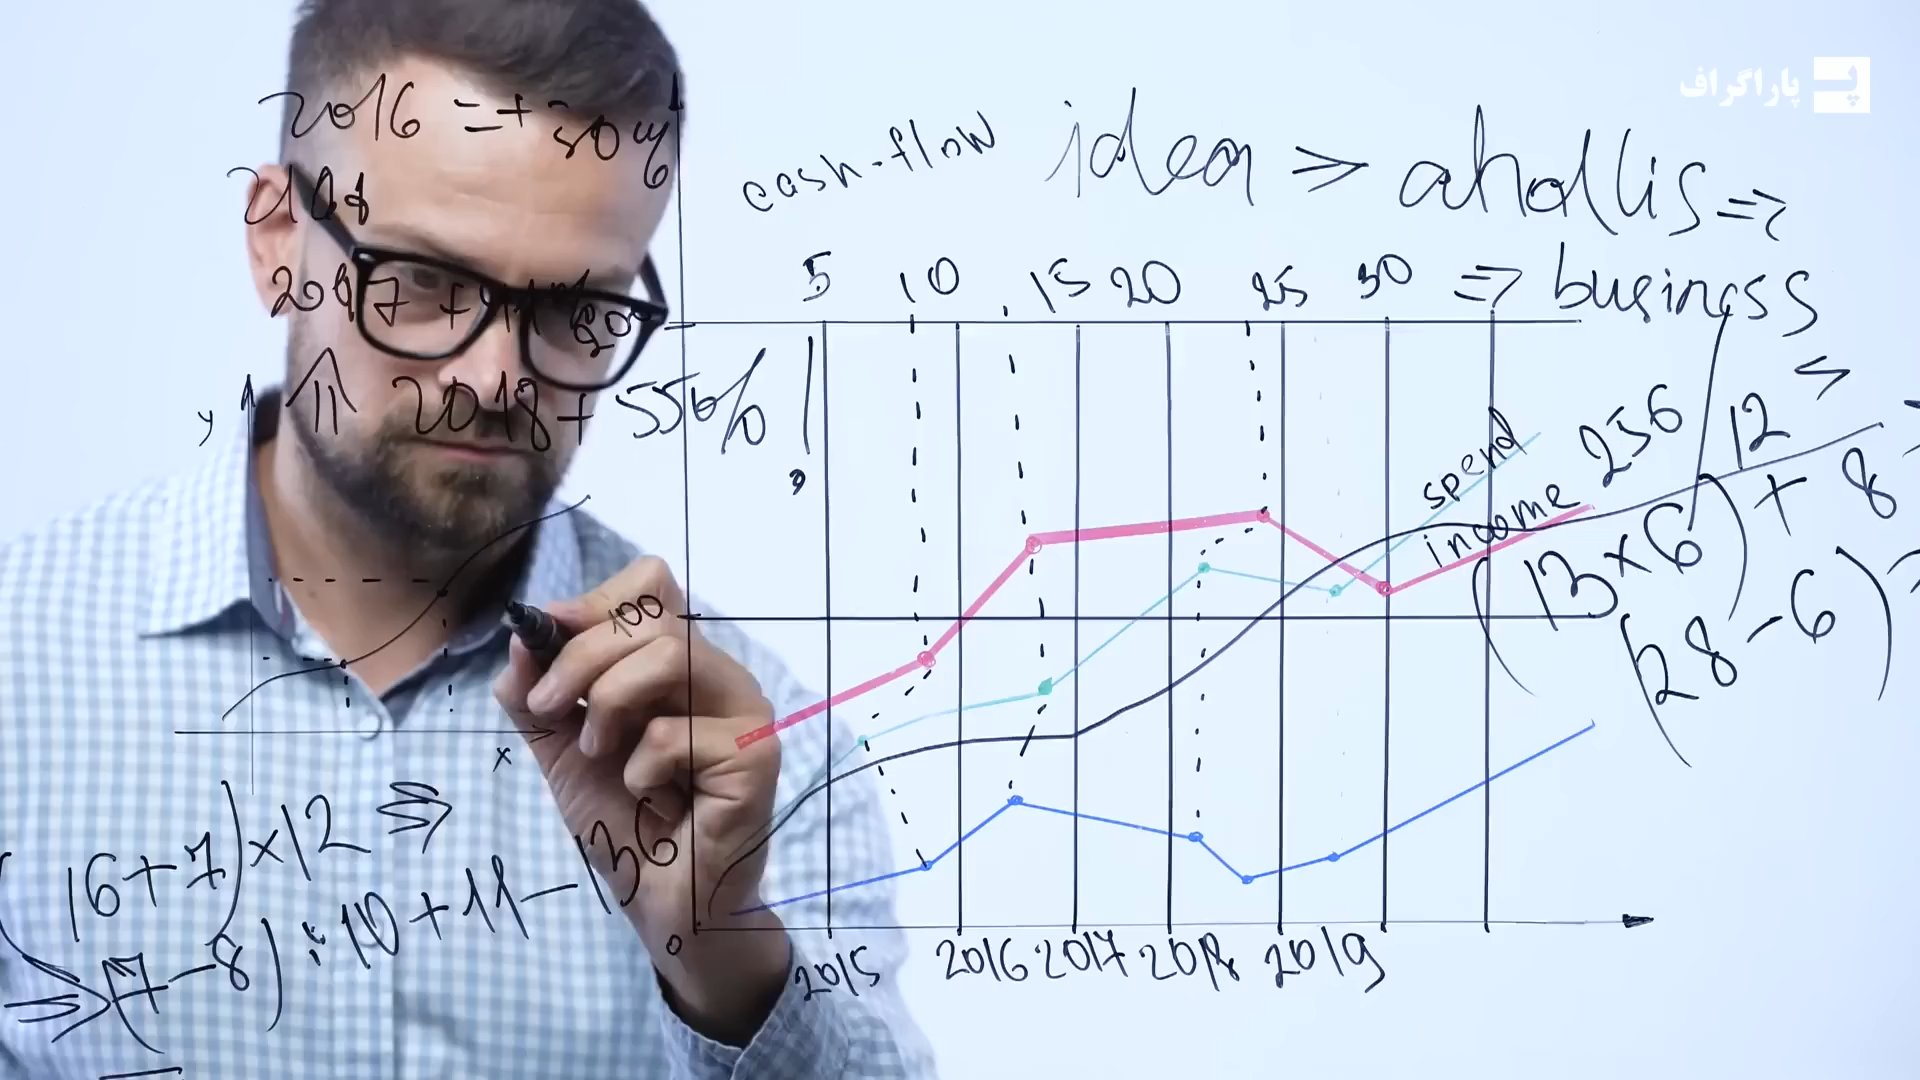 پاراگراف
پ
2016 =+30%
cash-flow idea => anallis =>
5 10 15 20 25 30 => business
2017 +
2018 + 55% !
y
x
100
0
spend
income
256
12
(13×6) + 8
(28-6)
(16+7)×12 =>
=>(7-8):10+11-136
2015 2016 2017 2018 2019